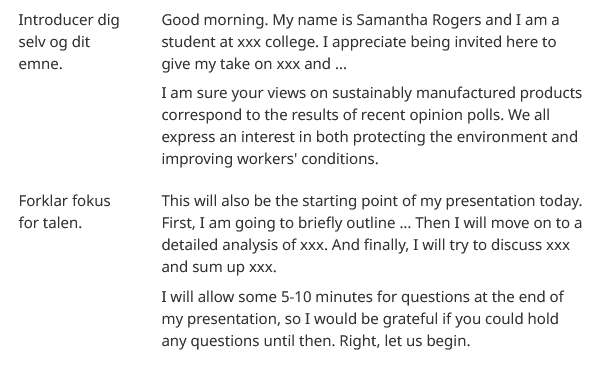 Introducer dig
selv og dit
emne.
Good morning. My name is Samantha Rogers and I am a
student at xxx college. I appreciate being invited here to
give my take on xxx and ...
I am sure your views on sustainably manufactured products
correspond to the results of recent opinion polls. We all
express an interest in both protecting the environment and
improving workers' conditions.
Forklar fokus
for talen.
This will also be the starting point of my presentation today.
First, I am going to briefly outline ... Then I will move on to a
detailed analysis of xxx. And finally, I will try to discuss xxx
and sum up xxx.
I will allow some 5-10 minutes for questions at the end of
my presentation, so I would be grateful if you could hold
any questions until then. Right, let us begin.